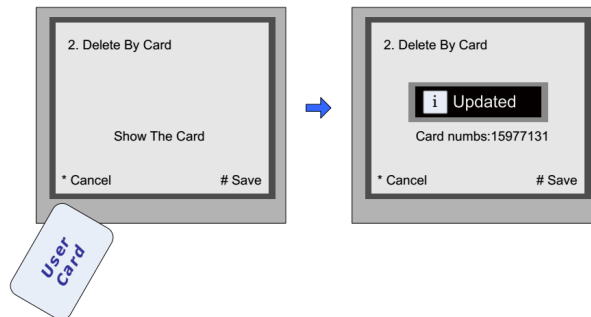 2. Delete By Card
Show The Card
* Cancel # Save
User
Card
2. Delete By Card
i Updated
Card numbs:15977131
* Cancel # Save